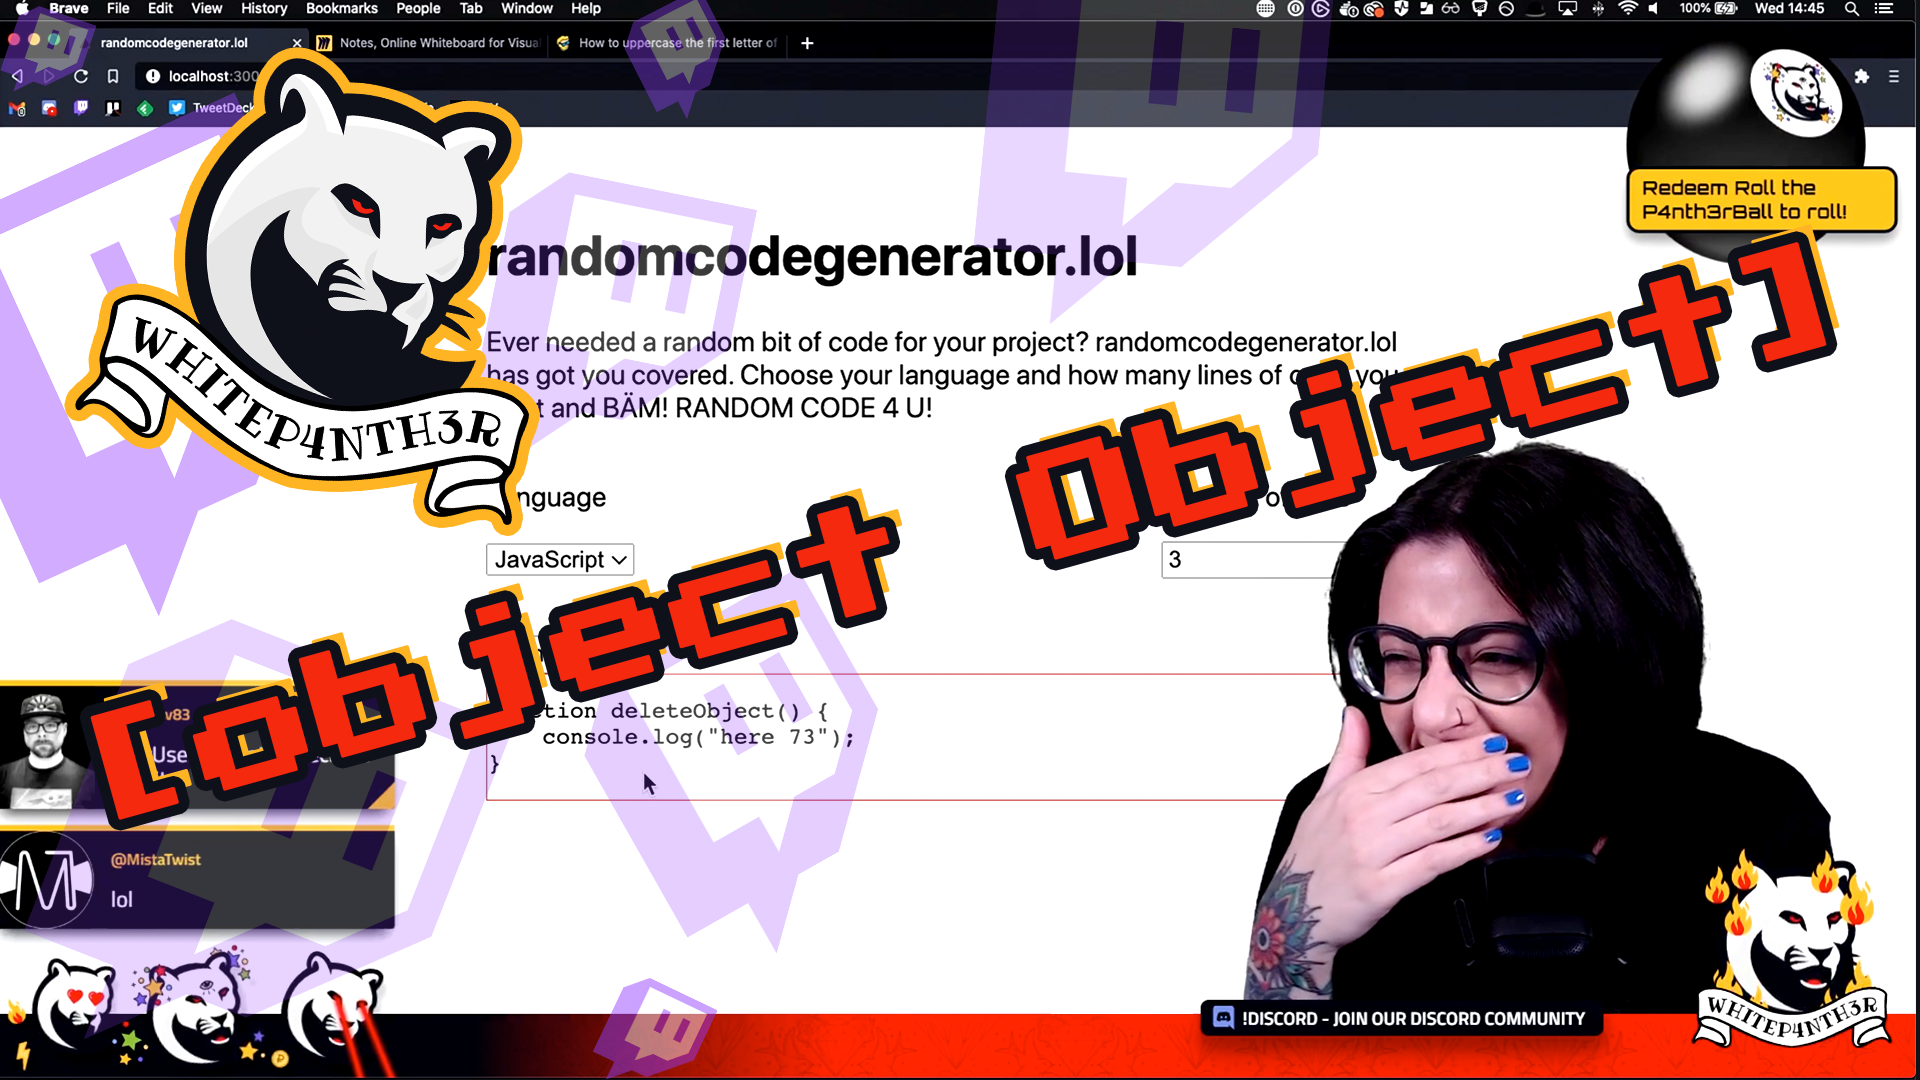 Brave File Edit View History Bookmarks People Tab Window Help
100% Wed 14:45
randomcodegenerator.lol
Notes, Online Whiteboard for Visua
How to uppercase the first letter of
localhost:300
TweetDeck
Redeem Roll the
P4nth3rBall to roll!
WHITEP4NTH3R
randomcodegenerator.lol
Ever needed a random bit of code for your project? randomcodegenerator.lol
has got you covered. Choose your language and how many lines of you
and BÄM! RANDOM CODE 4 U!
[object Object]
nguage
JavaScript
3
tion deleteObject() {
console.log("here 73");
}
v83
Use
@MistaTwist
lol
!DISCORD - JOIN OUR DISCORD COMMUNITY
WHITEP4NTH3R